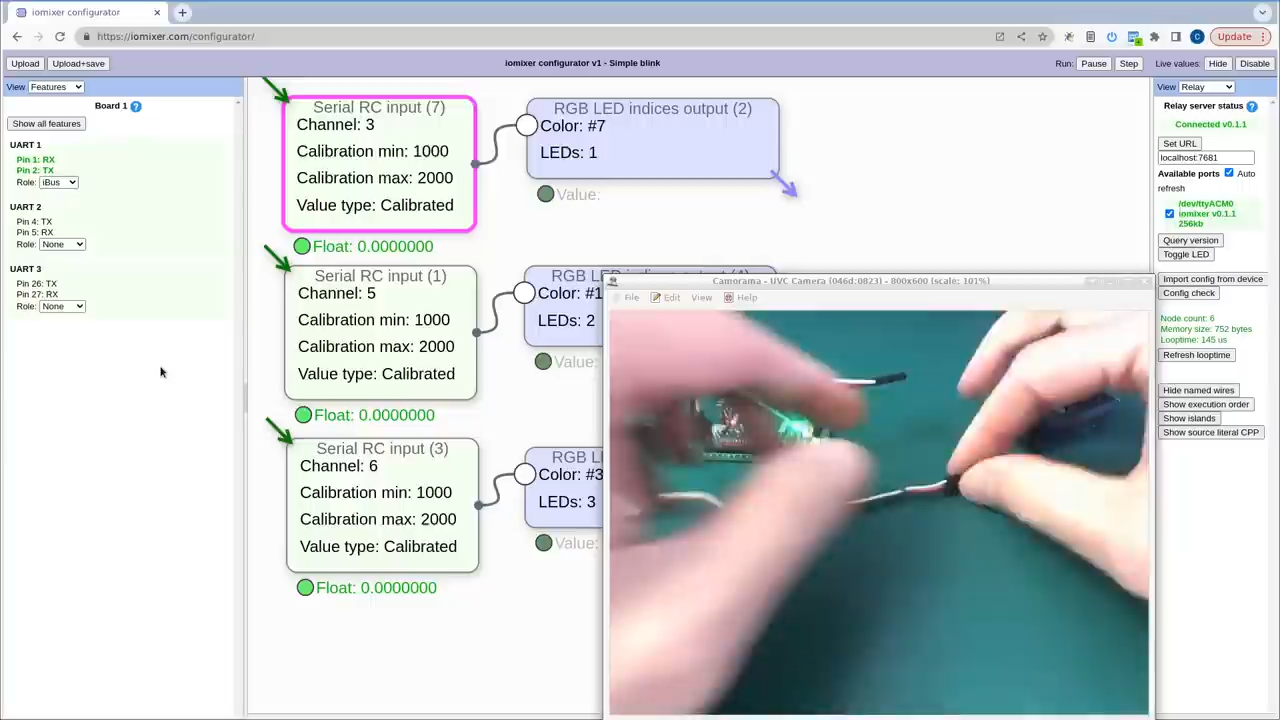 iomixer configurator
https://iomixer.com/configurator/
C
Update
Upload
Upload+save
iomixer configurator v1 - Simple blink
Run:
Pause
Step
Live values:
Hide
Disable
View
Features
Board 1
?
Show all features
UART 1
Pin 1: RX
Pin 2: TX
Role:
iBus
UART 2
Pin 4: TX
Pin 5: RX
Role:
None
UART 3
Pin 26: TX
Pin 27: RX
Role:
None
Serial RC input (7)
Channel: 3
Calibration min: 1000
Calibration max: 2000
Value type: Calibrated
Float: 0.0000000
RGB LED indices output (2)
Color: #7
LEDs: 1
Value:
Serial RC input (1)
Channel: 5
Calibration min: 1000
Calibration max: 2000
Value type: Calibrated
Float: 0.0000000
Color: #1
LEDs: 2
Value:
Serial RC input (3)
Channel: 6
Calibration min: 1000
Calibration max: 2000
Value type: Calibrated
Float: 0.0000000
RGB L
Color: #3
LEDs: 3
Value:
Camorama - UVC Camera (046d:0823) - 800x600 (scale: 101%)
File
Edit
View
Help
View
Relay
Relay server status
?
Connected v0.1.1
Set URL
localhost:7681
Available ports
Auto
refresh
/dev/ttyACM0
iomixer v0.1.1
256kb
Query version
Toggle LED
Import config from device
Config check
Node count: 6
Memory size: 752 bytes
Looptime: 145 us
Refresh looptime
Hide named wires
Show execution order
Show islands
Show source literal CPP